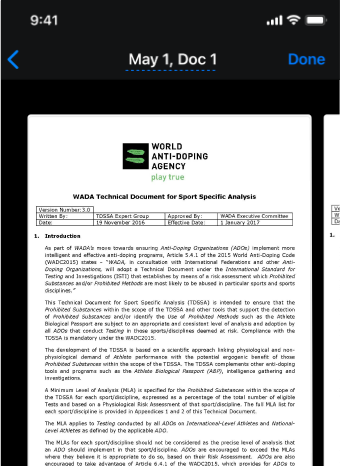 9:41
May 1, Doc 1
Done
WORLD
ANTI-DOPING
AGENCY
play true
WADA Technical Document for Sport Specific Analysis
Version Number: 3.0
Written By: TDSSA Expert Group Approved By: WADA Executive Committee
Date: 19 November 2016 Effective Date: 1 January 2017
1. Introduction
As part of WADA's move towards ensuring Anti-Doping Organizations (ADOs) implement more
intelligent and effective anti-doping programs, Article 5.4.1 of the 2015 World Anti-Doping Code
(WADC2015) states – "WADA, in consultation with International Federations and other Anti-
Doping Organizations, will adopt a Technical Document under the International Standard for
Testing and Investigations (ISTI) that establishes by means of a risk assessment which Prohibited
Substances and/or Prohibited Methods are most likely to be abused in particular sports and sports
disciplines."
This Technical Document for Sport Specific Analysis (TDSSA) is intended to ensure that the
Prohibited Substances within the scope of the TDSSA and other tools that support the detection
of Prohibited Substances and/or identify the Use of Prohibited Methods such as the Athlete
Biological Passport are subject to an appropriate and consistent level of analysis and adoption by
all ADOs that conduct Testing in those sports/disciplines deemed at risk. Compliance with the
TDSSA is mandatory under the WADC2015.
The development of the TDSSA is based on a scientific approach linking physiological and non-
physiological demand of Athlete performance with the potential ergogenic benefit of those
Prohibited Substances within the scope of the TDSSA. The TDSSA complements other anti-doping
tools and programs such as the Athlete Biological Passport (ABP), intelligence gathering and
investigations.
A Minimum Level of Analysis (MLA) is specified for the Prohibited Substances within the scope of
the TDSSA for each sport/discipline, expressed as a percentage of the total number of eligible
Tests and based on a Physiological Risk Assessment of that sport/discipline. The full MLA list for
each sport/discipline is provided in Appendices 1 and 2 of this Technical Document.
The MLA applies to Testing conducted by all ADOs on International-Level Athletes and National-
Level Athletes as defined by the applicable ADO.
The MLAs for each sport/discipline should not be considered as the precise level of analysis that
an ADO should implement in that sport/discipline. ADOs are encouraged to exceed the MLAs
where they believe it is appropriate to do so, based on their Risk Assessment. ADOs are also
encouraged to take advantage of Article 6.4.1 of the WADC2015, which provides for ADOs to
1.